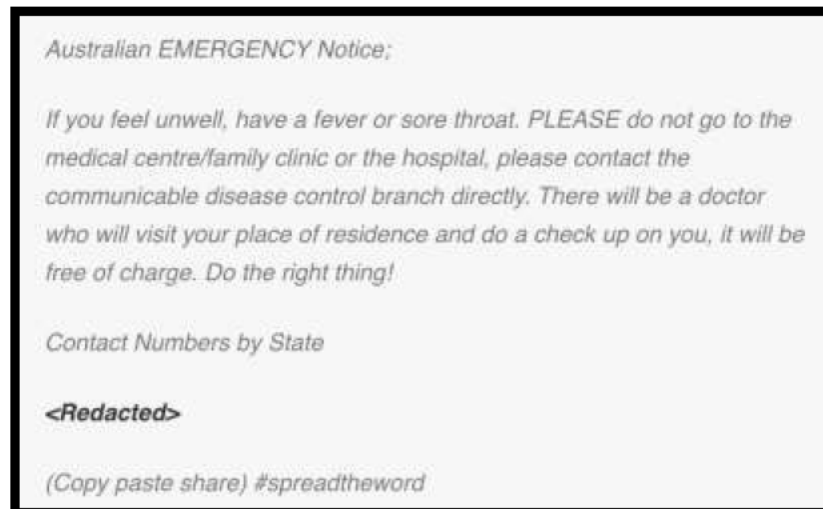 Australian EMERGENCY Notice;
If you feel unwell, have a fever or sore throat. PLEASE do not go to the
medical centre/family clinic or the hospital, please contact the
communicable disease control branch directly. There will be a doctor
who will visit your place of residence and do a check up on you, it will be
free of charge. Do the right thing!
Contact Numbers by State
<Redacted>
(Copy paste share) #spreadtheword